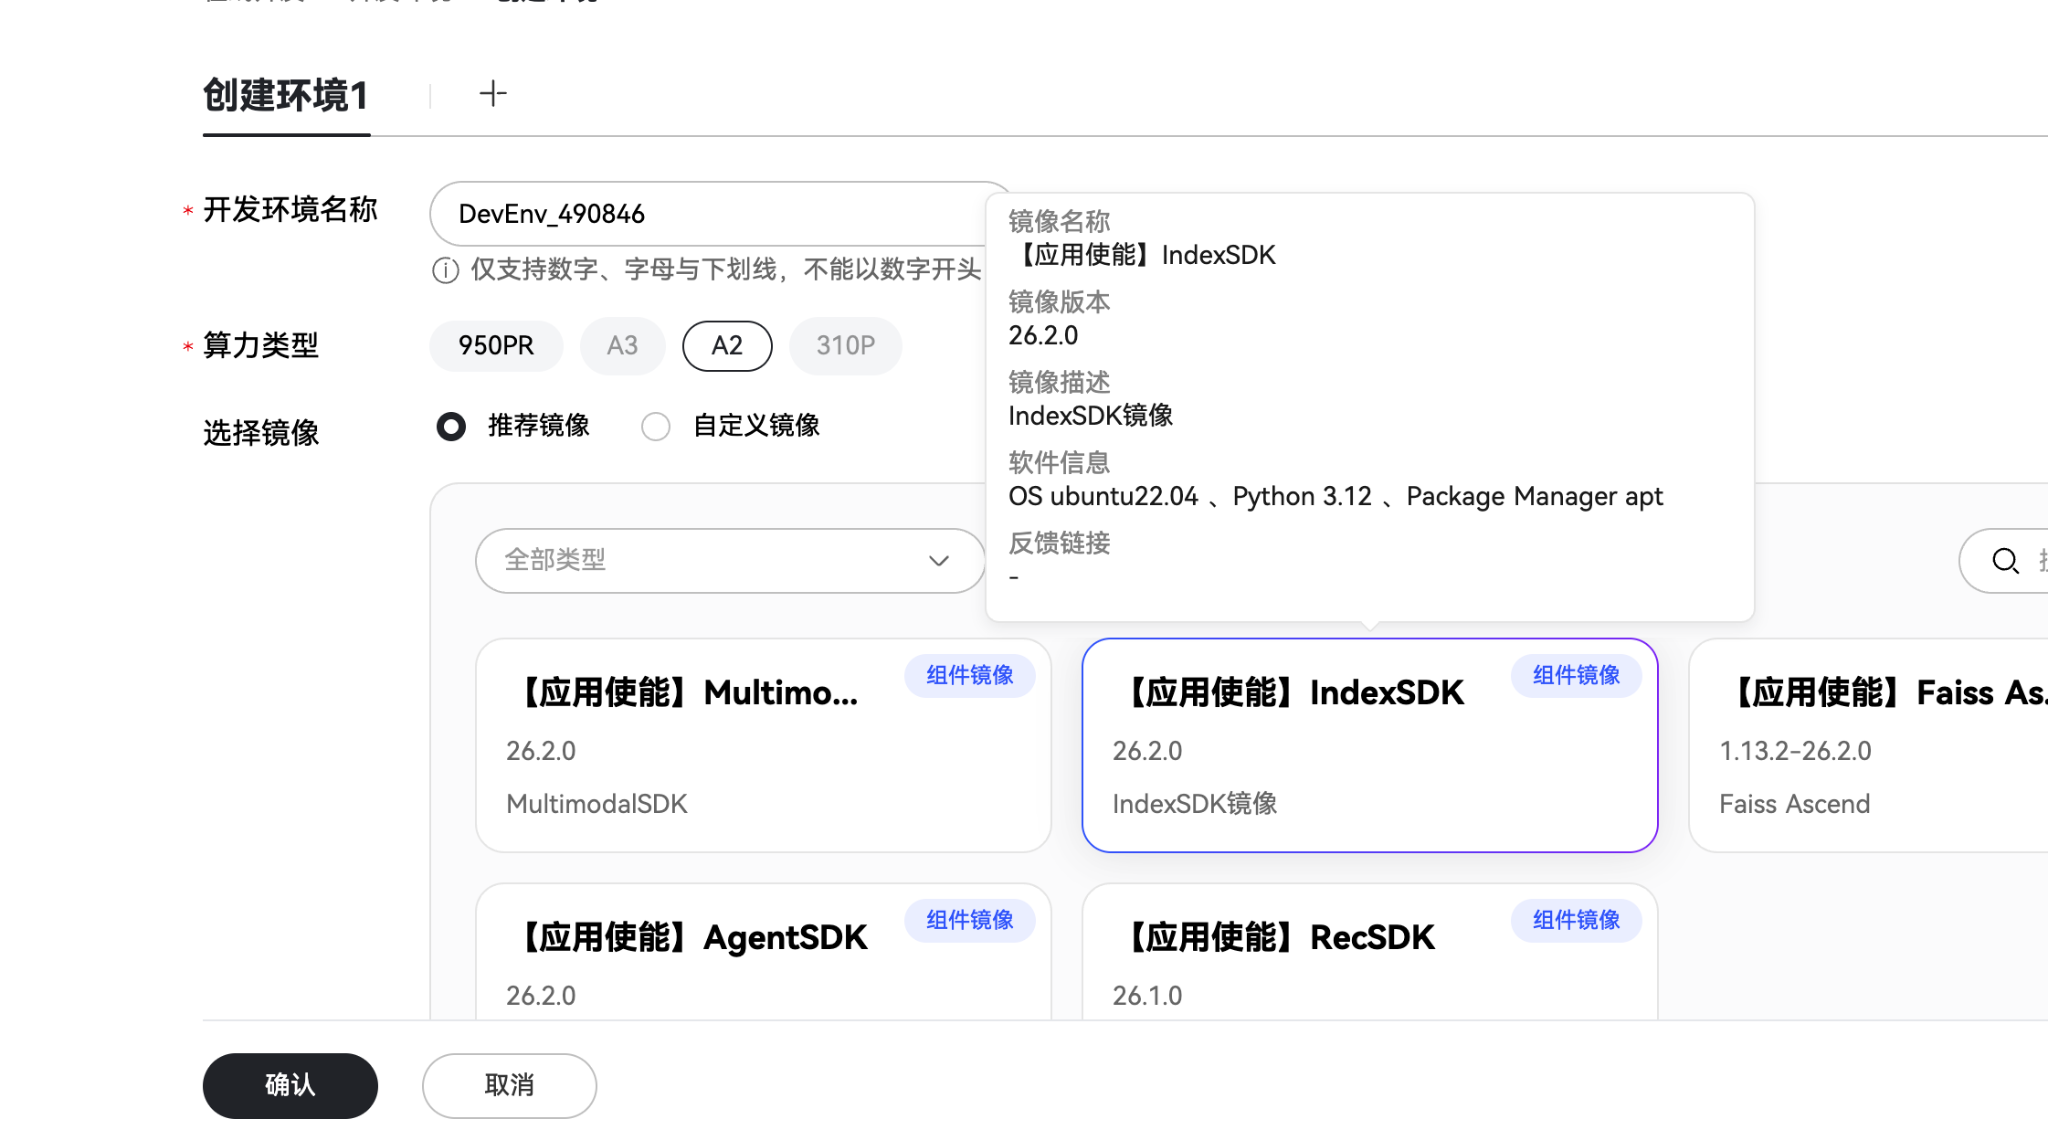 创建环境1
* 开发环境名称
DevEnv_490846
仅支持数字、字母与下划线，不能以数字开头
* 算力类型
950PR
A3
A2
310P
选择镜像
推荐镜像
自定义镜像
镜像名称
【应用使能】IndexSDK
镜像版本
26.2.0
镜像描述
IndexSDK镜像
软件信息
OS ubuntu22.04 、Python 3.12 、Package Manager apt
反馈链接
-
全部类型
【应用使能】Multimo...
组件镜像
26.2.0
MultimodalSDK
【应用使能】IndexSDK
组件镜像
26.2.0
IndexSDK镜像
【应用使能】Faiss As.
1.13.2-26.2.0
Faiss Ascend
【应用使能】AgentSDK
组件镜像
26.2.0
【应用使能】RecSDK
组件镜像
26.1.0
确认
取消